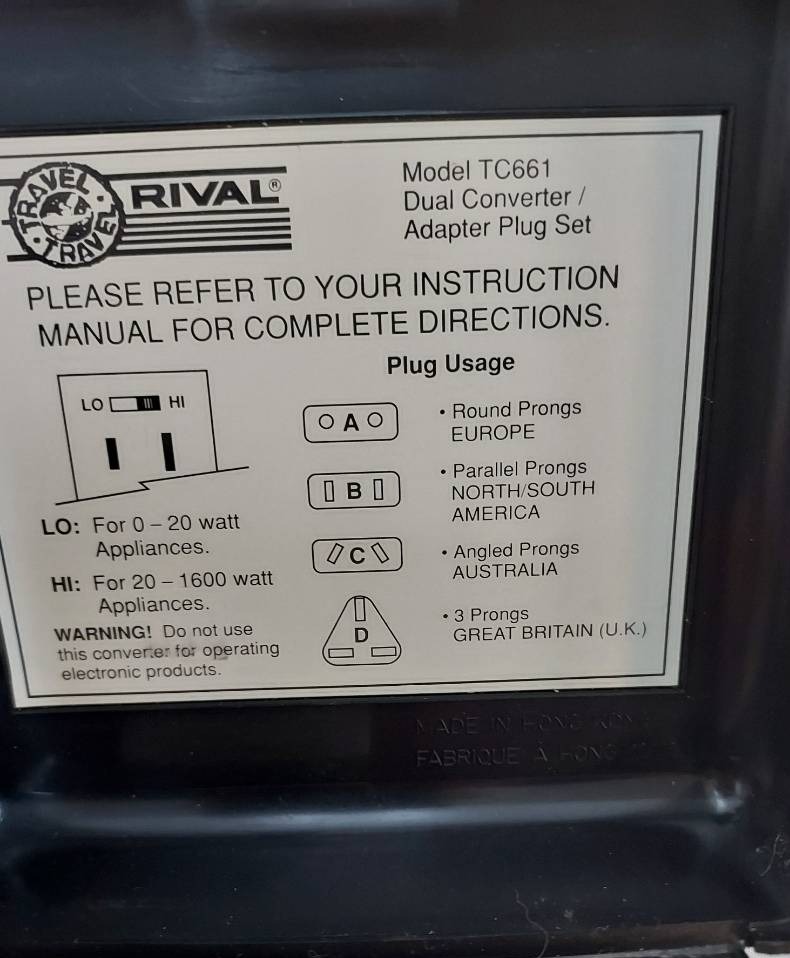 TRAVEL
TRAVEL
RIVAL®
Model TC661
Dual Converter /
Adapter Plug Set
PLEASE REFER TO YOUR INSTRUCTION
MANUAL FOR COMPLETE DIRECTIONS.
LO HI
LO: For 0 – 20 watt
Appliances.
HI: For 20 – 1600 watt
Appliances.
WARNING! Do not use
this converter for operating
electronic products.
Plug Usage
A
• Round Prongs
EUROPE
B
• Parallel Prongs
NORTH/SOUTH
AMERICA
C
• Angled Prongs
AUSTRALIA
D
• 3 Prongs
GREAT BRITAIN (U.K.)
MADE IN HONG KONG
FABRIQUE À HONG